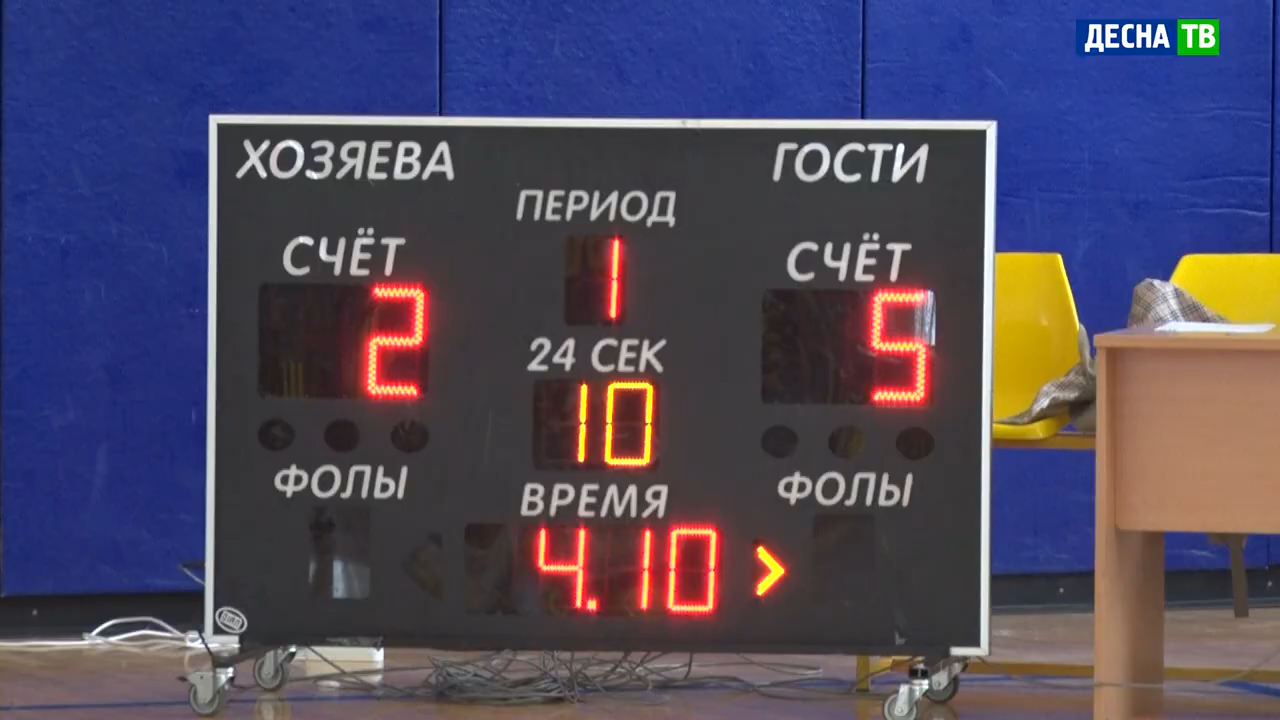 ДЕСНА ТВ
ХОЗЯЕВА
ГОСТИ
ПЕРИОД
1
СЧЁТ
СЧЁТ
2
5
24 СЕК
10
ФОЛЫ
ФОЛЫ
ВРЕМЯ
4.10 >